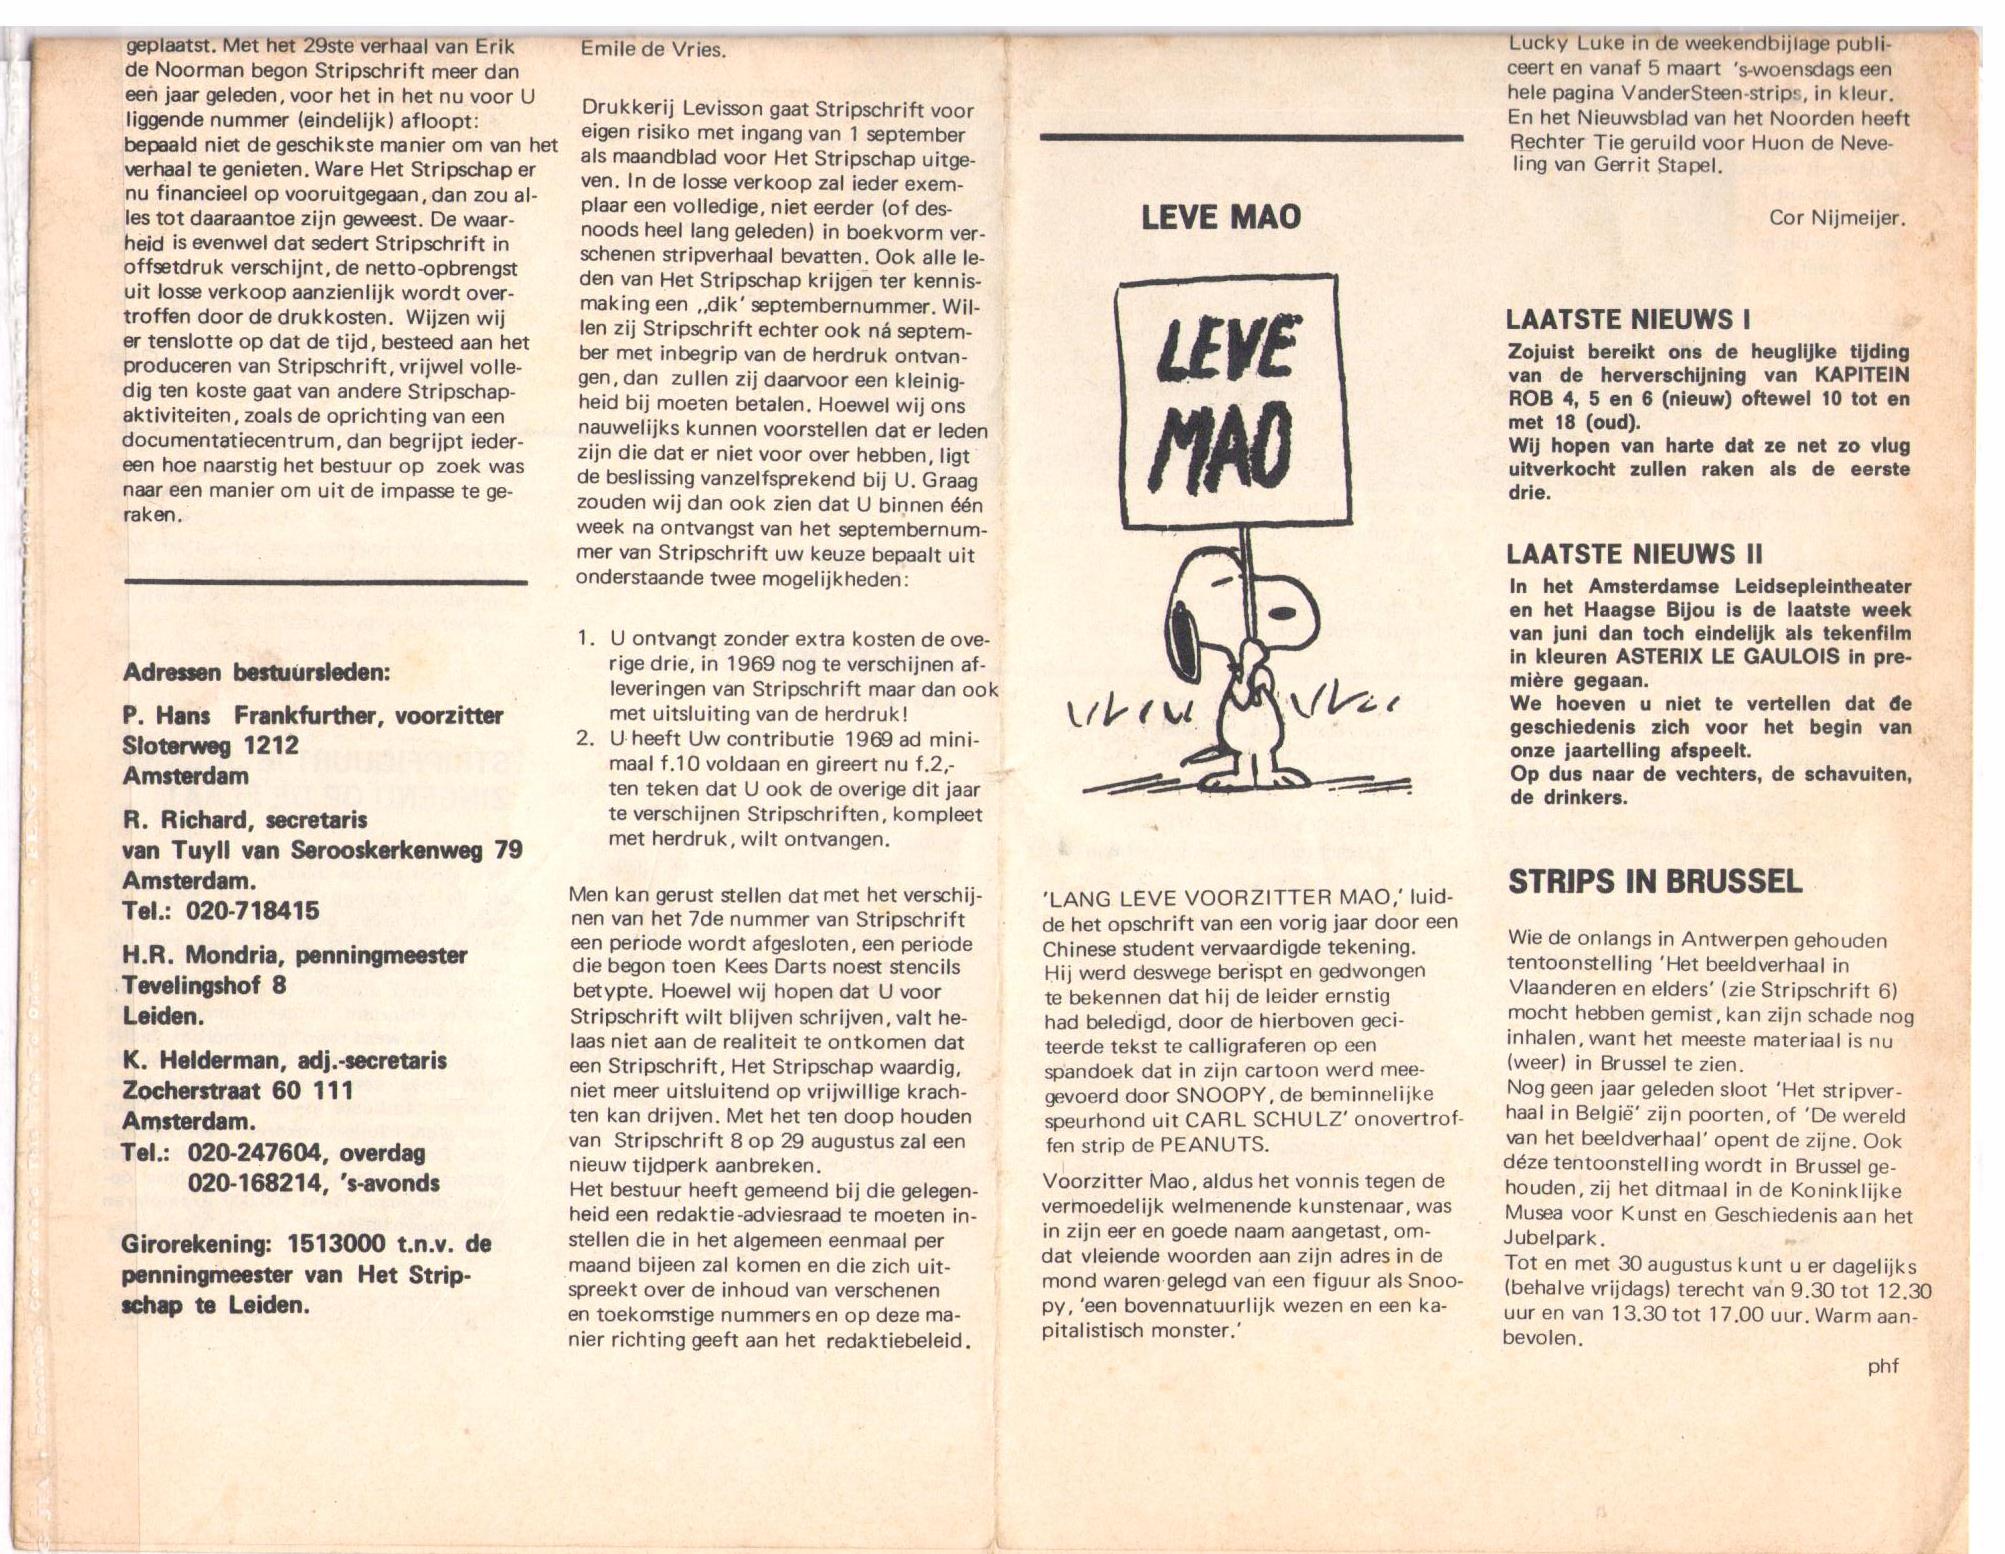 geplaatst. Met het 29ste verhaal van Erik
de Noorman begon Stripschrift meer dan
een jaar geleden, voor het in het nu voor U
liggende nummer (eindelijk) afloopt:
bepaald niet de geschikste manier om van het
verhaal te genieten. Ware Het Stripschap er
nu financieel op vooruitgegaan, dan zou al-
les tot daaraantoe zijn geweest. De waar-
heid is evenwel dat sedert Stripschrift in
offsetdruk verschijnt, de netto-opbrengst
uit losse verkoop aanzienlijk wordt over-
troffen door de drukkosten. Wijzen wij
er tenslotte op dat de tijd, besteed aan het
produceren van Stripschrift, vrijwel volle-
dig ten koste gaat van andere Stripschap-
aktiviteiten, zoals de oprichting van een
documentatiecentrum, dan begrijpt ieder-
een hoe naarstig het bestuur op zoek was
naar een manier om uit de impasse te ge-
raken.
Adressen bestuursleden:
P. Hans Frankfurther, voorzitter
Sloterweg 1212
Amsterdam
R. Richard, secretaris
van Tuyll van Serooskerkenweg 79
Amsterdam.
Tel.: 020-718415
H.R. Mondria, penningmeester
Tevelingshof 8
Leiden.
K. Helderman, adj.-secretaris
Zocherstraat 60 111
Amsterdam.
Tel.: 020-247604, overdag
020-168214, 's-avonds
Girorekening: 1513000 t.n.v. de
penningmeester van Het Strip-
schap te Leiden.
Emile de Vries.
Drukkerij Levisson gaat Stripschrift voor
eigen risiko met ingang van 1 september
als maandblad voor Het Stripschap uitge-
ven. In de losse verkoop zal ieder exem-
plaar een volledige, niet eerder (of des-
noods heel lang geleden) in boekvorm ver-
schenen stripverhaal bevatten. Ook alle le-
den van Het Stripschap krijgen ter kennis-
making een „dik' septembernummer. Wil-
len zij Stripschrift echter ook ná septem-
ber met inbegrip van de herdruk ontvan-
gen, dan zullen zij daarvoor een kleinig-
heid bij moeten betalen. Hoewel wij ons
nauwelijks kunnen voorstellen dat er leden
zijn die dat er niet voor over hebben, ligt
de beslissing vanzelfsprekend bij U. Graag
zouden wij dan ook zien dat U binnen één
week na ontvangst van het septembernum-
mer van Stripschrift uw keuze bepaalt uit
onderstaande twee mogelijkheden:
1. U ontvangt zonder extra kosten de ove-
rige drie, in 1969 nog te verschijnen af-
leveringen van Stripschrift maar dan ook
met uitsluiting van de herdruk!
2. U heeft Uw contributie 1969 ad mini-
maal f.10 voldaan en gireert nu f.2,-
ten teken dat U ook de overige dit jaar
te verschijnen Stripschriften, kompleet
met herdruk, wilt ontvangen.
Men kan gerust stellen dat met het verschij-
nen van het 7de nummer van Stripschrift
een periode wordt afgesloten, een periode
die begon toen Kees Darts noest stencils
betypte. Hoewel wij hopen dat U voor
Stripschrift wilt blijven schrijven, valt he-
laas niet aan de realiteit te ontkomen dat
een Stripschrift, Het Stripschap waardig,
niet meer uitsluitend op vrijwillige krach-
ten kan drijven. Met het ten doop houden
van Stripschrift 8 op 29 augustus zal een
nieuw tijdperk aanbreken.
Het bestuur heeft gemeend bij die gelegen-
heid een redaktie-adviesraad te moeten in-
stellen die in het algemeen eenmaal per
maand bijeen zal komen en die zich uit-
spreekt over de inhoud van verschenen
en toekomstige nummers en op deze ma-
nier richting geeft aan het redaktiebeleid.
LEVE MAO
LEVE
MAO
'LANG LEVE VOORZITTER MAO,' luid-
de het opschrift van een vorig jaar door een
Chinese student vervaardigde tekening.
Hij werd deswege berispt en gedwongen
te bekennen dat hij de leider ernstig
had beledigd, door de hierboven geci-
teerde tekst te calligraferen op een
spandoek dat in zijn cartoon werd mee-
gevoerd door SNOOPY, de beminnelijke
speurhond uit CARL SCHULZ' onovertrof-
fen strip de PEANUTS.
Voorzitter Mao, aldus het vonnis tegen de
vermoedelijk welmenende kunstenaar, was
in zijn eer en goede naam aangetast, om-
dat vleiende woorden aan zijn adres in de
mond waren gelegd van een figuur als Snoo-
py, 'een bovennatuurlijk wezen en een ka-
pitalistisch monster.'
Lucky Luke in de weekendbijlage publi-
ceert en vanaf 5 maart 's-woensdags een
hele pagina VanderSteen-strips, in kleur.
En het Nieuwsblad van het Noorden heeft
Rechter Tie geruild voor Huon de Neve-
ling van Gerrit Stapel.
Cor Nijmeijer.
LAATSTE NIEUWS I
Zojuist bereikt ons de heuglijke tijding
van de herverschijning van KAPITEIN
ROB 4, 5 en 6 (nieuw) oftewel 10 tot en
met 18 (oud).
Wij hopen van harte dat ze net zo vlug
uitverkocht zullen raken als de eerste
drie.
LAATSTE NIEUWS II
In het Amsterdamse Leidsepleintheater
en het Haagse Bijou is de laatste week
van juni dan toch eindelijk als tekenfilm
in kleuren ASTERIX LE GAULOIS in pre-
mière gegaan.
We hoeven u niet te vertellen dat de
geschiedenis zich voor het begin van
onze jaartelling afspeelt.
Op dus naar de vechters, de schavuiten,
de drinkers.
STRIPS IN BRUSSEL
Wie de onlangs in Antwerpen gehouden
tentoonstelling 'Het beeldverhaal in
Vlaanderen en elders' (zie Stripschrift 6)
mocht hebben gemist, kan zijn schade nog
inhalen, want het meeste materiaal is nu
(weer) in Brussel te zien.
Nog geen jaar geleden sloot 'Het stripver-
haal in België' zijn poorten, of 'De wereld
van het beeldverhaal' opent de zijne. Ook
déze tentoonstelling wordt in Brussel ge-
houden, zij het ditmaal in de Koninklijke
Musea voor Kunst en Geschiedenis aan het
Jubelpark.
Tot en met 30 augustus kunt u er dagelijks
(behalve vrijdags) terecht van 9.30 tot 12.30
uur en van 13.30 tot 17.00 uur. Warm aan-
bevolen.
phf